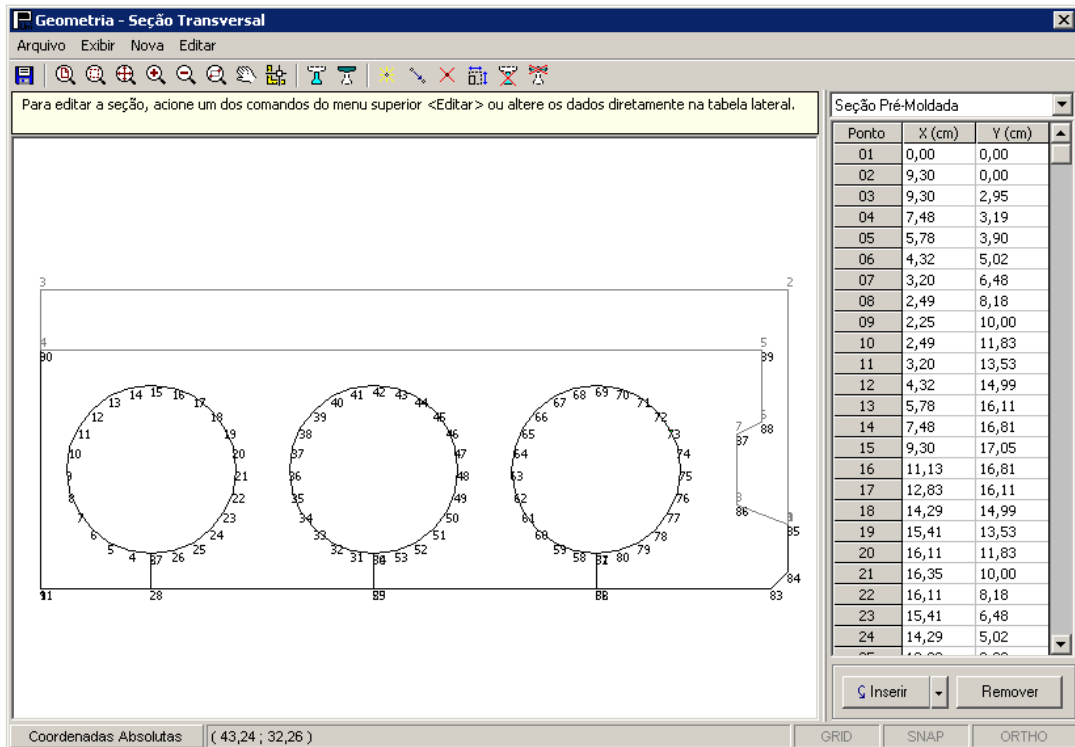 Geometria - Seção Transversal
Arquivo Exibir Nova Editar
Para editar a seção, acione um dos comandos do menu superior <Editar> ou altere os dados diretamente na tabela lateral.
Seção Pré-Moldada
Ponto X (cm) Y (cm)
01 0,00 0,00
02 9,30 0,00
03 9,30 2,95
04 7,48 3,19
05 5,78 3,90
06 4,32 5,02
07 3,20 6,48
08 2,49 8,18
09 2,25 10,00
10 2,49 11,83
11 3,20 13,53
12 4,32 14,99
13 5,78 16,11
14 7,48 16,81
15 9,30 17,05
16 11,13 16,81
17 12,83 16,11
18 14,29 14,99
19 15,41 13,53
20 16,11 11,83
21 16,35 10,00
22 16,11 8,18
23 15,41 6,48
24 14,29 5,02
3 2
4 5
90 89
14 15 16 41 42 43 68 69 70
13 17 40 44 67 71
12 18 39 45 66 72
88
11 19 38 46 65 73 7
87
10 20 37 47 64 74
9 21 36 48 63 75
8 22 35 49 62 76
86
7 23 34 50 61 77
6 24 33 51 60 78 85
5 25 32 52 59 79
4 26 31 53 58 80
84
28 83
Inserir Remover
Coordenadas Absolutas ( 43,24 ; 32,26 ) GRID SNAP ORTHO